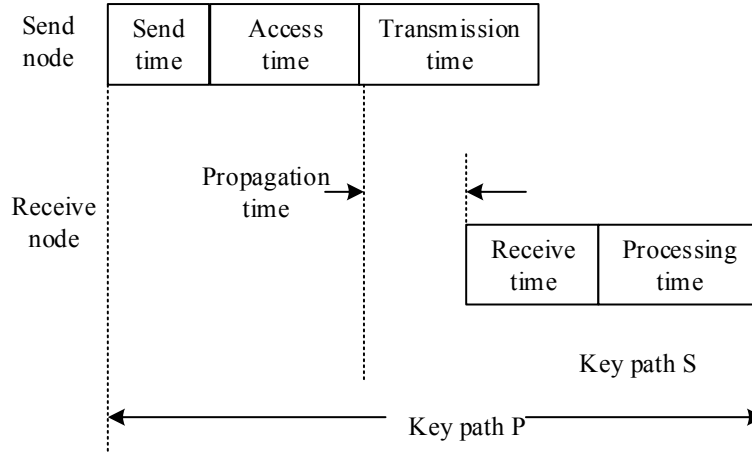 Send
node
Send
time
Access
time
Transmission
time
Propagation
time
Receive
node
Receive
time
Processing
time
Key path S
Key path P